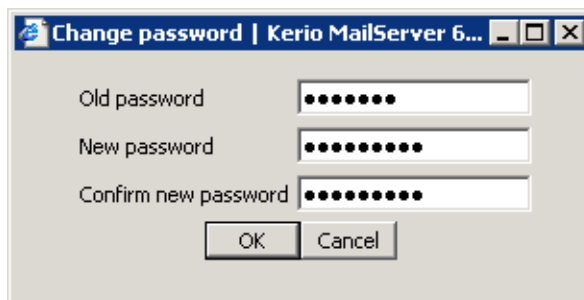 Change password | Kerio MailServer 6...
Old password •••••••
New password •••••••••
Confirm new password •••••••••
OK Cancel